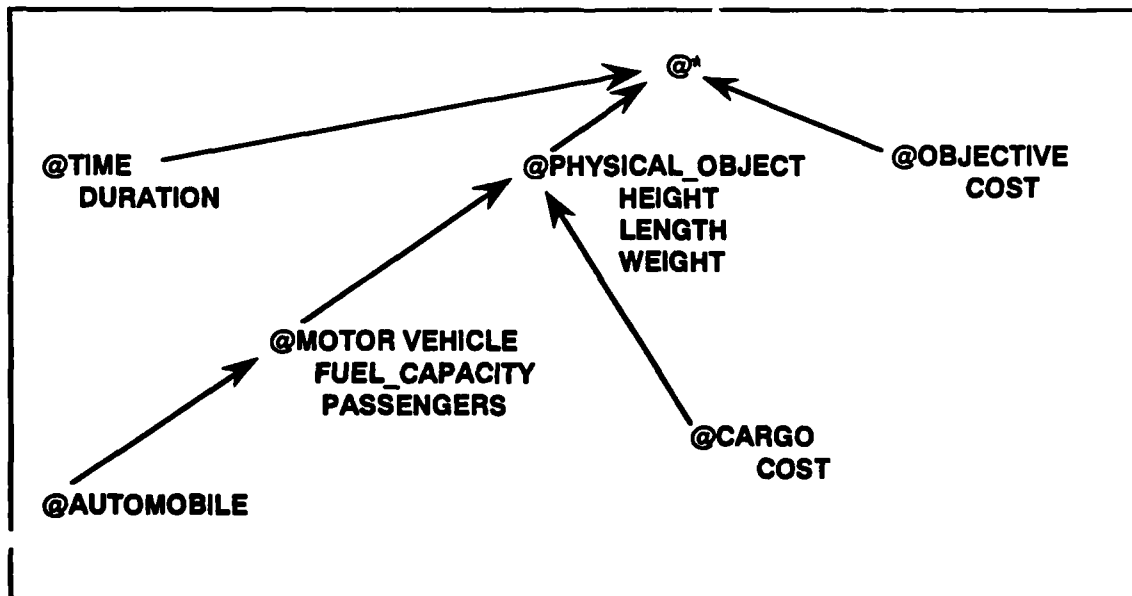 @*
@TIME
DURATION
@PHYSICAL_OBJECT
HEIGHT
LENGTH
WEIGHT
@OBJECTIVE
COST
@MOTOR VEHICLE
FUEL_CAPACITY
PASSENGERS
@CARGO
COST
@AUTOMOBILE